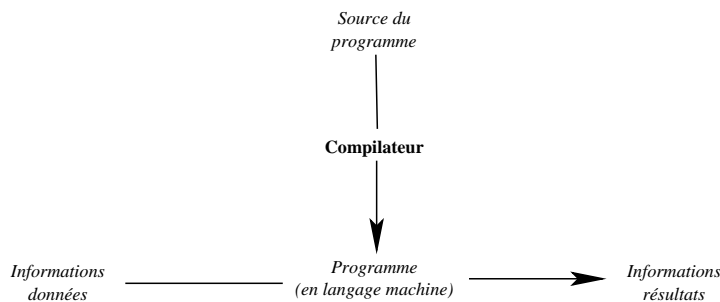 Source du
programme
Compilateur
Informations
données
Programme
(en langage machine)
Informations
résultats